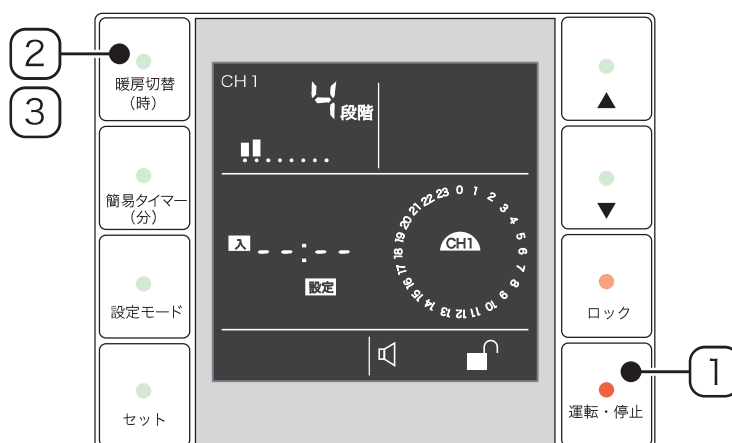 2
3
暖房切替
(時)
簡易タイマー
(分)
設定モード
セット
CH1
4段階
入 --:--
設定
0 1 2 3 4 5 6 7 8 9 10 11 12 13 14 15 16 17 18 19 20 21 22 23
CH1
▲
▼
ロック
運転・停止
1